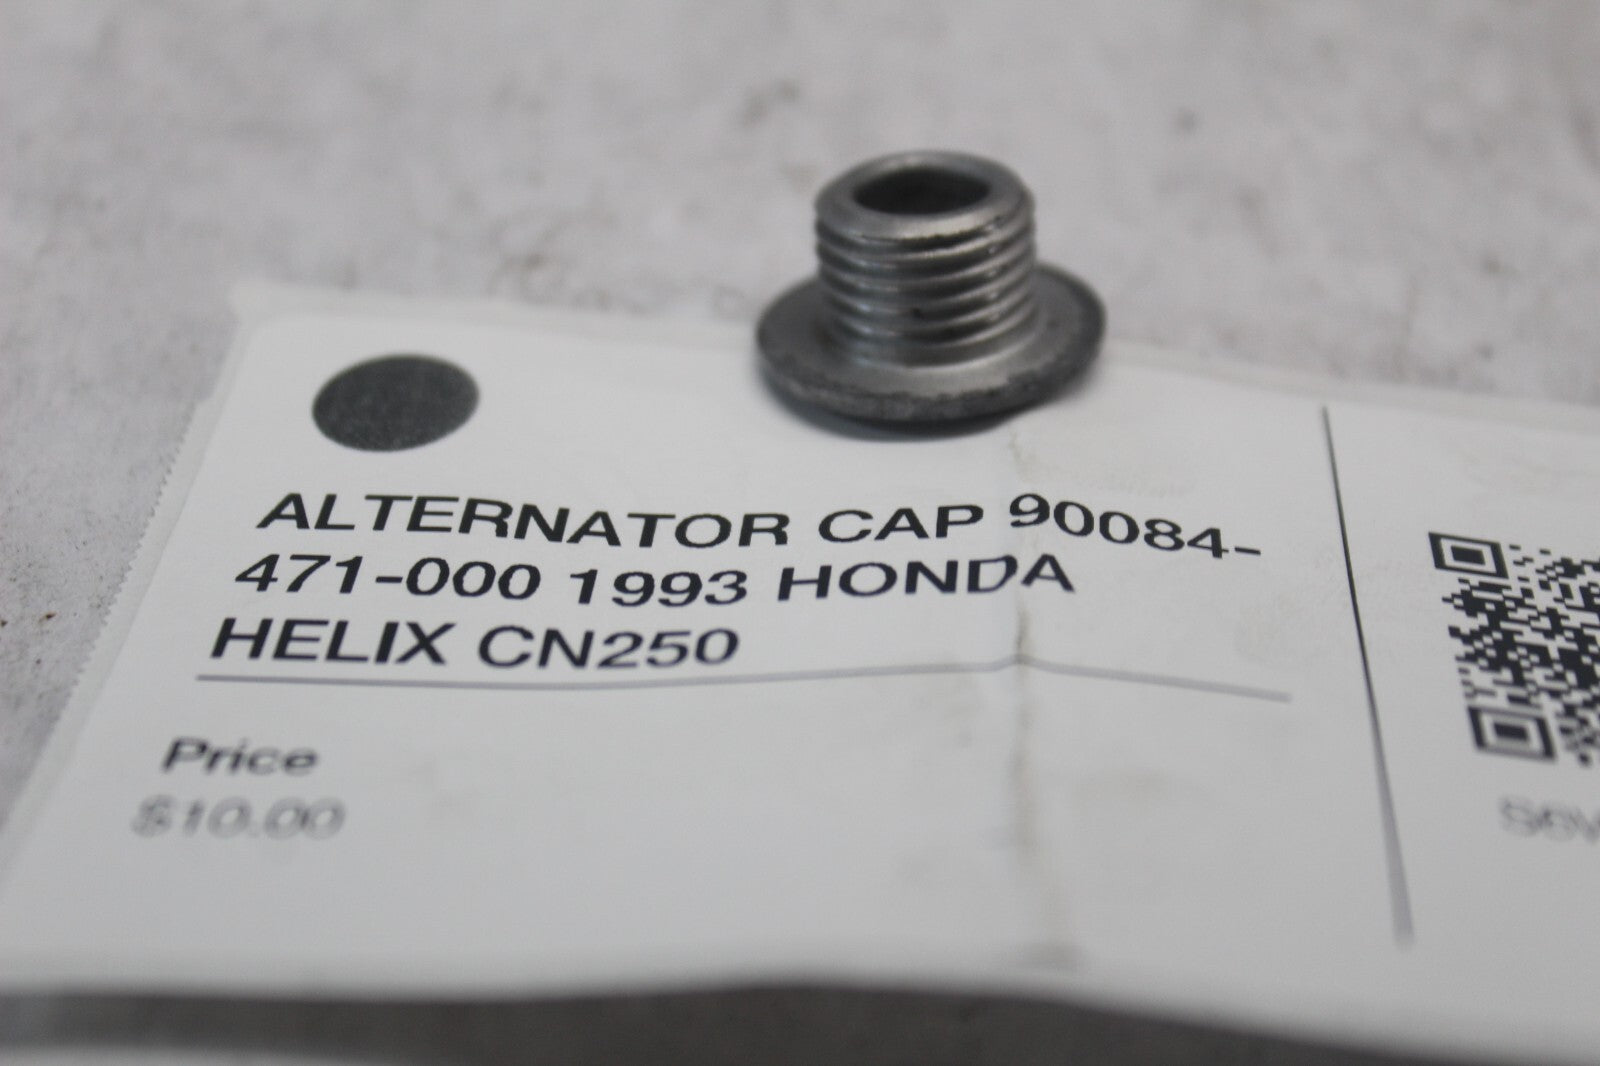 ALTERNATOR CAP 90084-
471-000 1993 HONDA
HELIX CN250
Price
$10.00